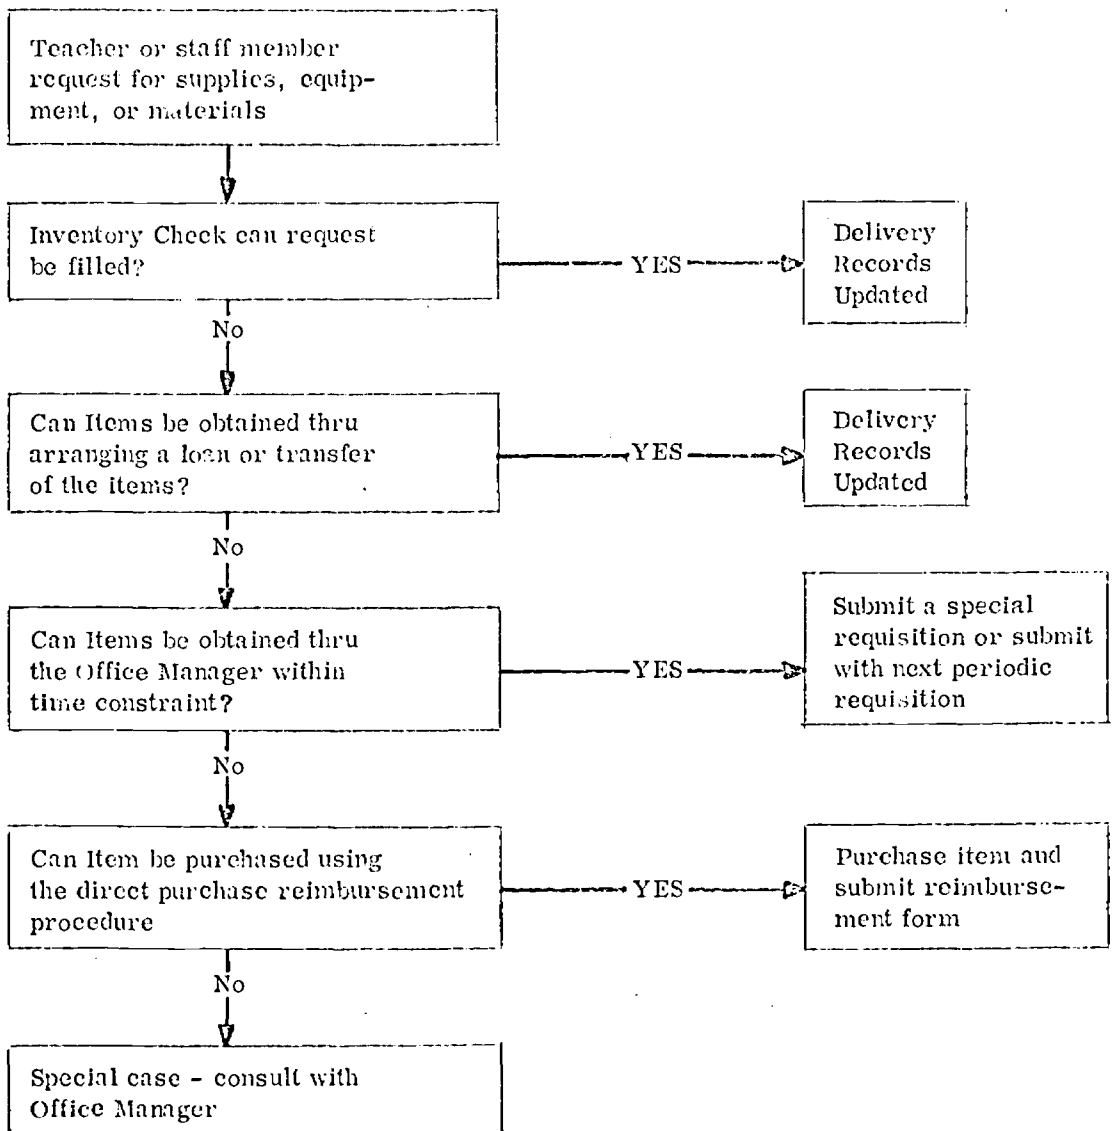 Teacher or staff member
request for supplies, equip-
ment, or materials
Inventory Check can request
be filled?
YES
Delivery
Records
Updated
No
Can Items be obtained thru
arranging a loan or transfer
of the items?
YES
Delivery
Records
Updated
No
Can Items be obtained thru
the Office Manager within
time constraint?
YES
Submit a special
requisition or submit
with next periodic
requisition
No
Can Item be purchased using
the direct purchase reimbursement
procedure
YES
Purchase item and
submit reimburse-
ment form
No
Special case - consult with
Office Manager